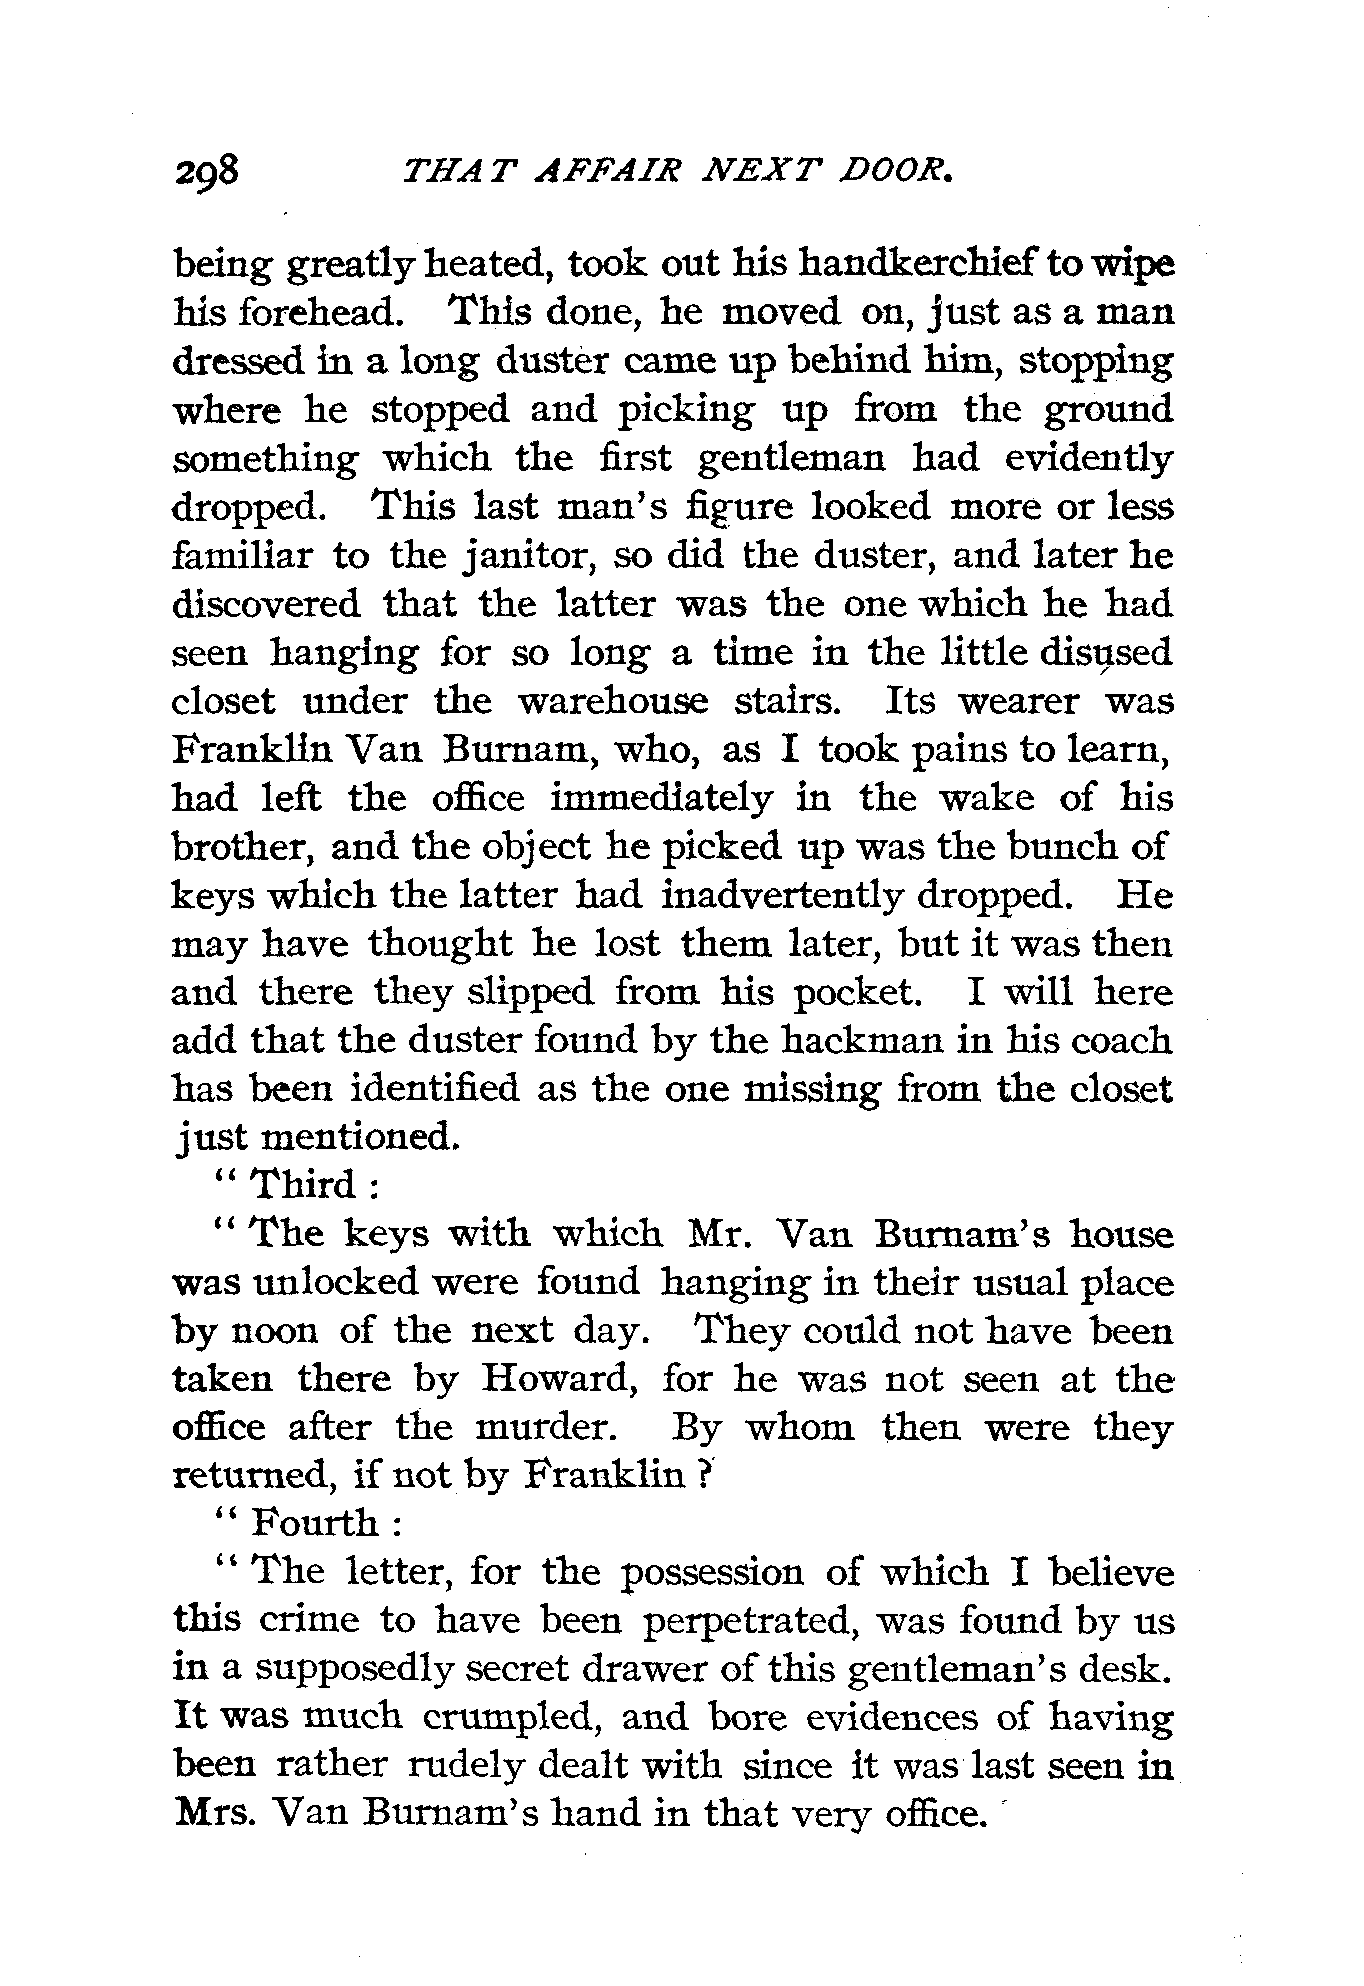 298 THAT AFFAIR NEXT DOOR.
being greatly heated, took out his handkerchief to wipe
his forehead. This done, he moved on, just as a man
dressed in a long duster came up behind him, stopping
where he stopped and picking up from the ground
something which the first gentleman had evidently
dropped. This last man's figure looked more or less
familiar to the janitor, so did the duster, and later he
discovered that the latter was the one which he had
seen hanging for so long a time in the little disused
closet under the warehouse stairs. Its wearer was
Franklin Van Burnam, who, as I took pains to learn,
had left the office immediately in the wake of his
brother, and the object he picked up was the bunch of
keys which the latter had inadvertently dropped. He
may have thought he lost them later, but it was then
and there they slipped from his pocket. I will here
add that the duster found by the hackman in his coach
has been identified as the one missing from the closet
just mentioned.
" Third :
" The keys with which Mr. Van Burnam's house
was unlocked were found hanging in their usual place
by noon of the next day. They could not have been
taken there by Howard, for he was not seen at the
office after the murder. By whom then were they
returned, if not by Franklin ?
" Fourth :
" The letter, for the possession of which I believe
this crime to have been perpetrated, was found by us
in a supposedly secret drawer of this gentleman's desk.
It was much crumpled, and bore evidences of having
been rather rudely dealt with since it was last seen in
Mrs. Van Burnam's hand in that very office.